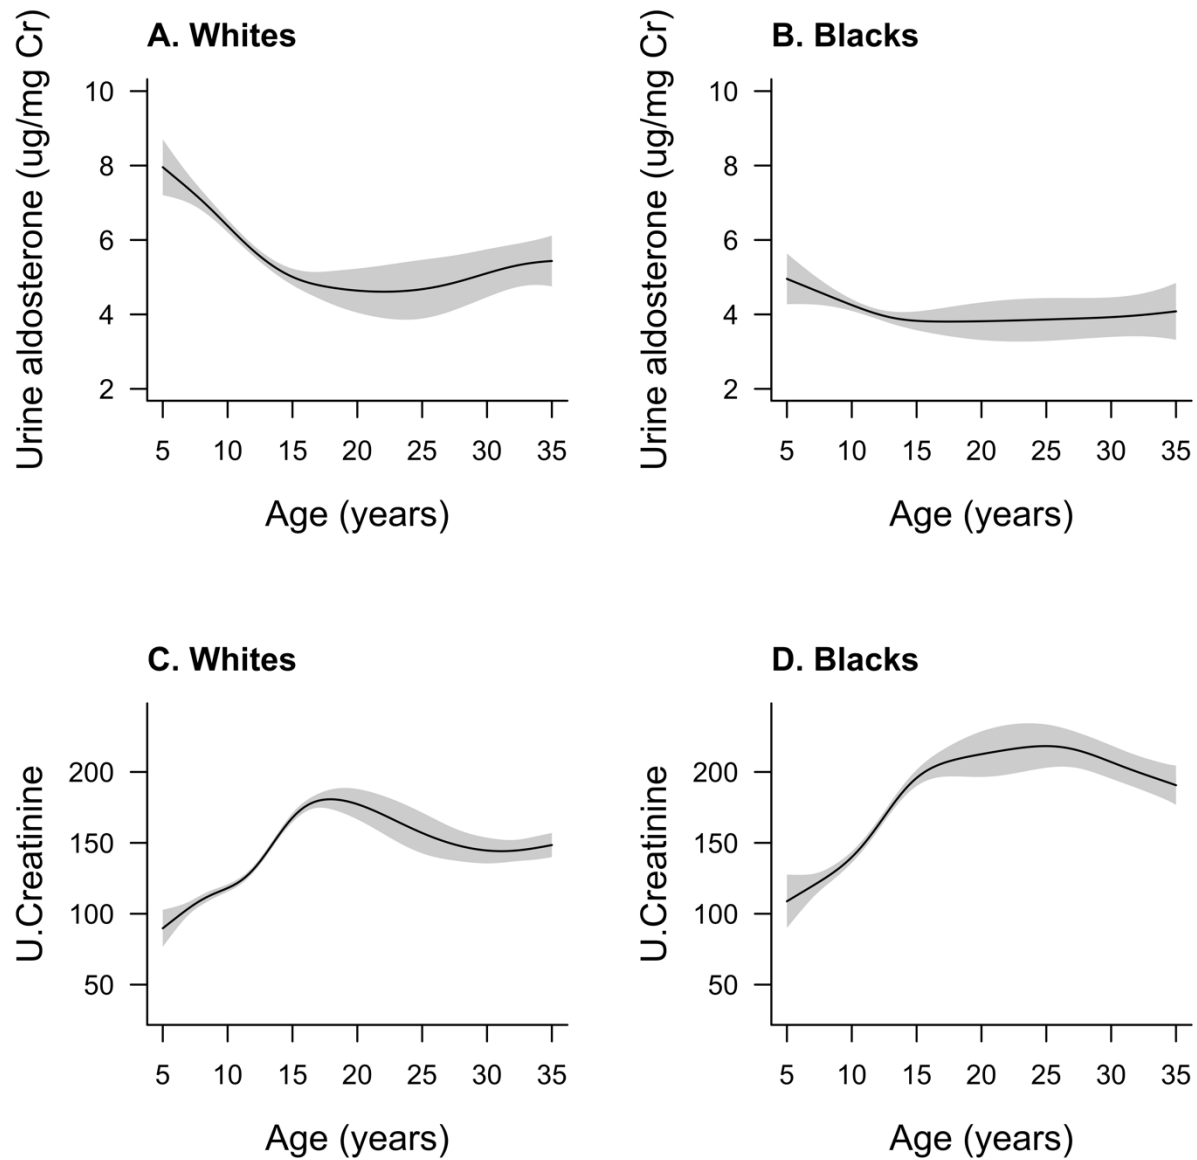 A. Whites
Urine aldosterone (ug/mg Cr)
10
8
6
4
2
5 10 15 20 25 30 35
Age (years)
B. Blacks
Urine aldosterone (ug/mg Cr)
10
8
6
4
2
5 10 15 20 25 30 35
Age (years)
C. Whites
U.Creatinine
200
150
100
50
5 10 15 20 25 30 35
Age (years)
D. Blacks
U.Creatinine
200
150
100
50
5 10 15 20 25 30 35
Age (years)